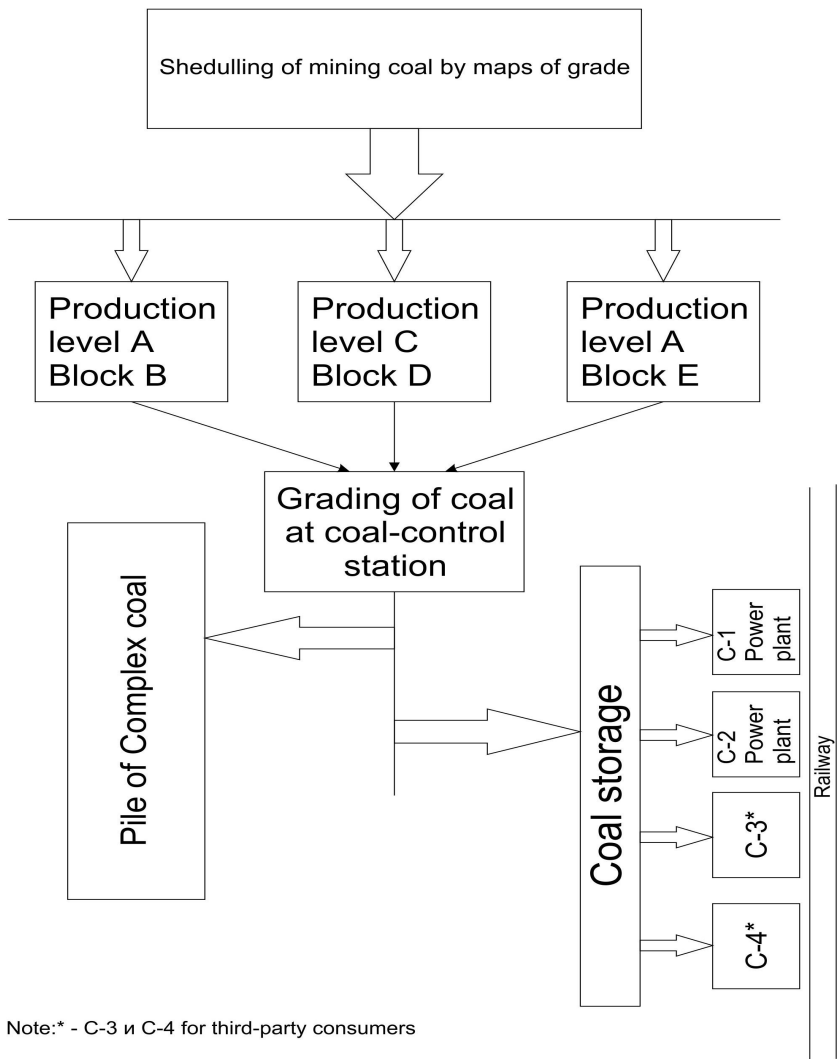 Shedulling of mining coal by maps of grade
Production
level A
Block B
Production
level C
Block D
Production
level A
Block E
Grading of coal
at coal-control
station
Pile of Complex coal
Coal storage
C-1
Power
plant
C-2
Power
plant
C-3*
C-4*
Railway
Note:* - C-3 и C-4 for third-party consumers